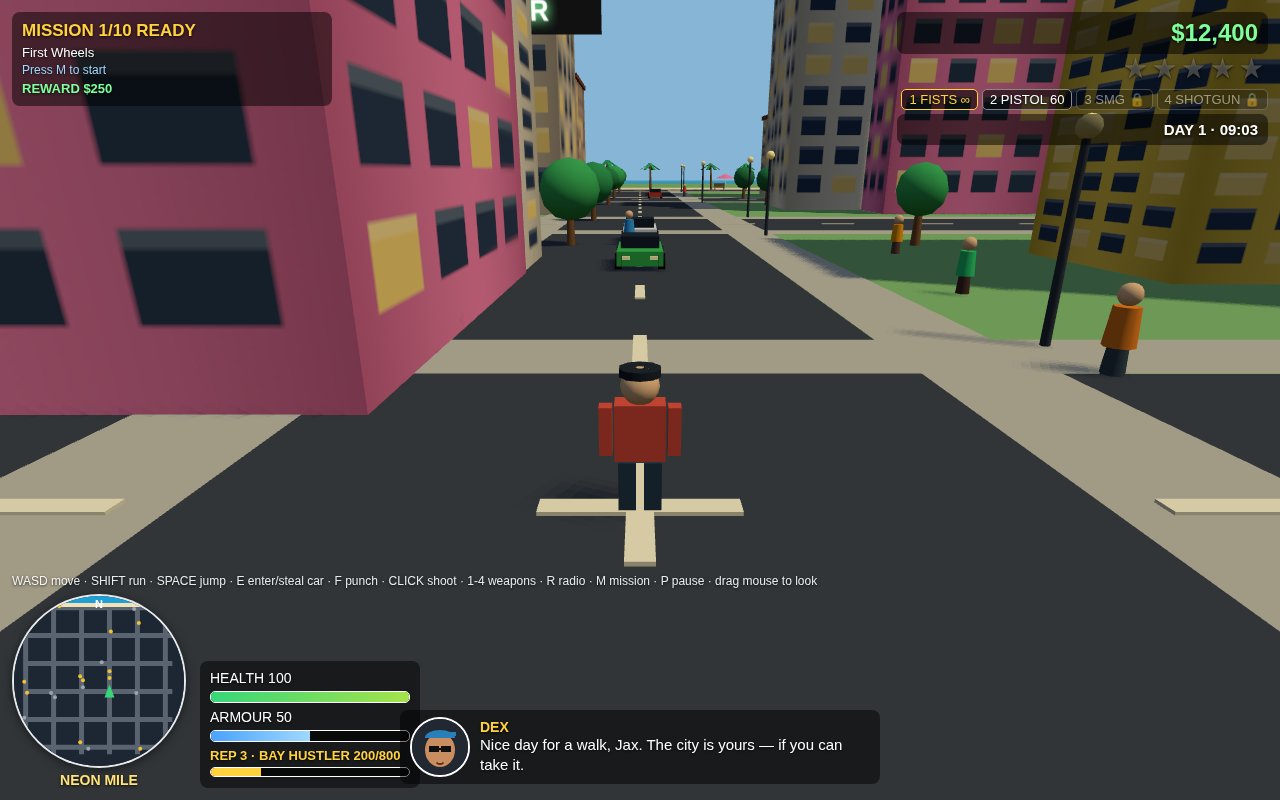 R
MISSION 1/10 READY
First Wheels
Press M to start
REWARD $250
$12,400
1 FISTS ∞ 2 PISTOL 60 3 SMG 🔒 4 SHOTGUN 🔒
DAY 1 · 09:03
WASD move · SHIFT run · SPACE jump · E enter/steal car · F punch · CLICK shoot · 1-4 weapons · R radio · M mission · P pause · drag mouse to look
N
NEON MILE
HEALTH 100
ARMOUR 50
REP 3 · BAY HUSTLER 200/800
DEX
Nice day for a walk, Jax. The city is yours — if you can
take it.